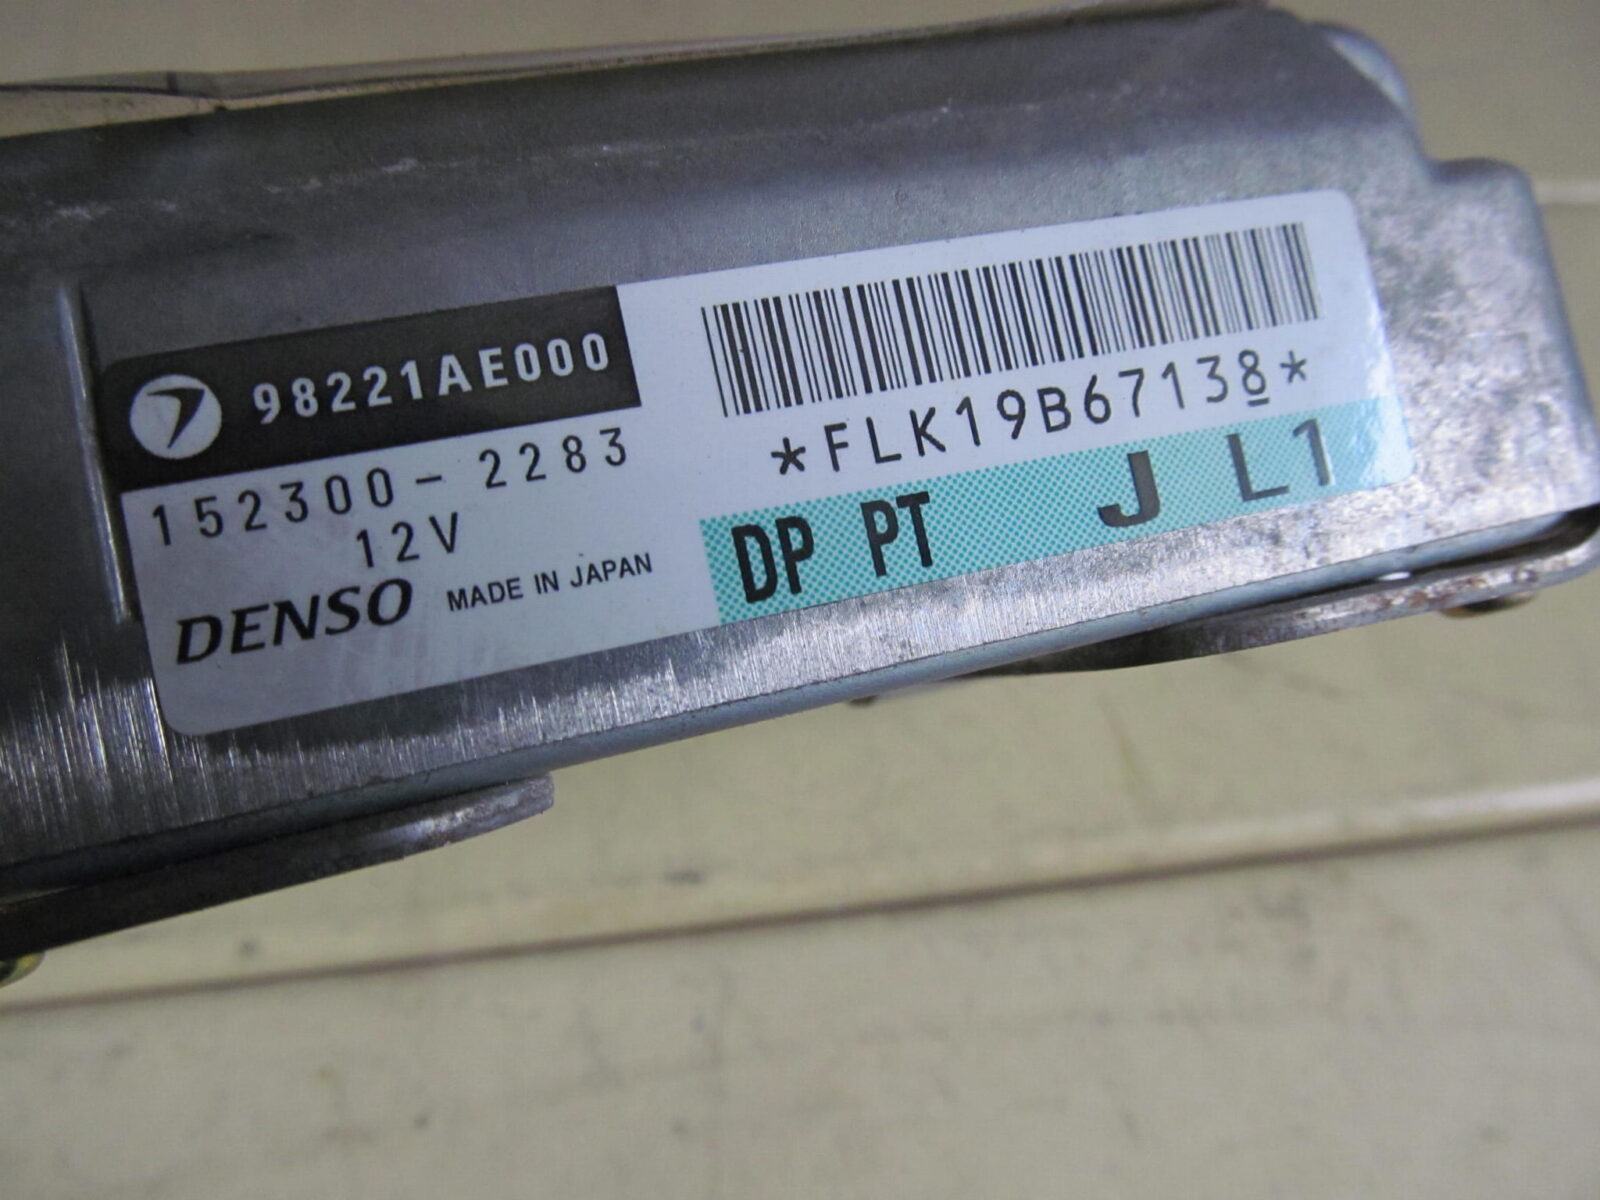 98221AE000
152300-2283
12V
DENSO MADE IN JAPAN
*FLK19B67138*
DP PT J L1